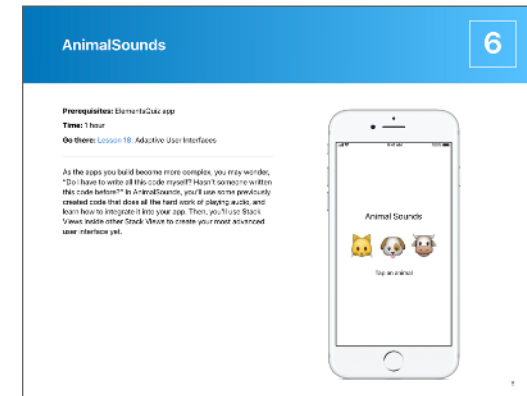 AnimalSounds
6
Prerequisites: ElementsQuiz app
Time: 1 hour
Go there: Lesson 18: Adaptive User Interfaces
As the apps you build become more complex, you may wonder,
"Do I have to write all this code myself? Hasn't someone written
this code before?" In AnimalSounds, you'll use some previously
created code that does all the hard work of playing audio, and
learn how to integrate it into your app. Then, you'll use Stack
Views inside other Stack Views to create your most advanced
user interface yet.
9:41 AM
Animal Sounds
Tap an animal